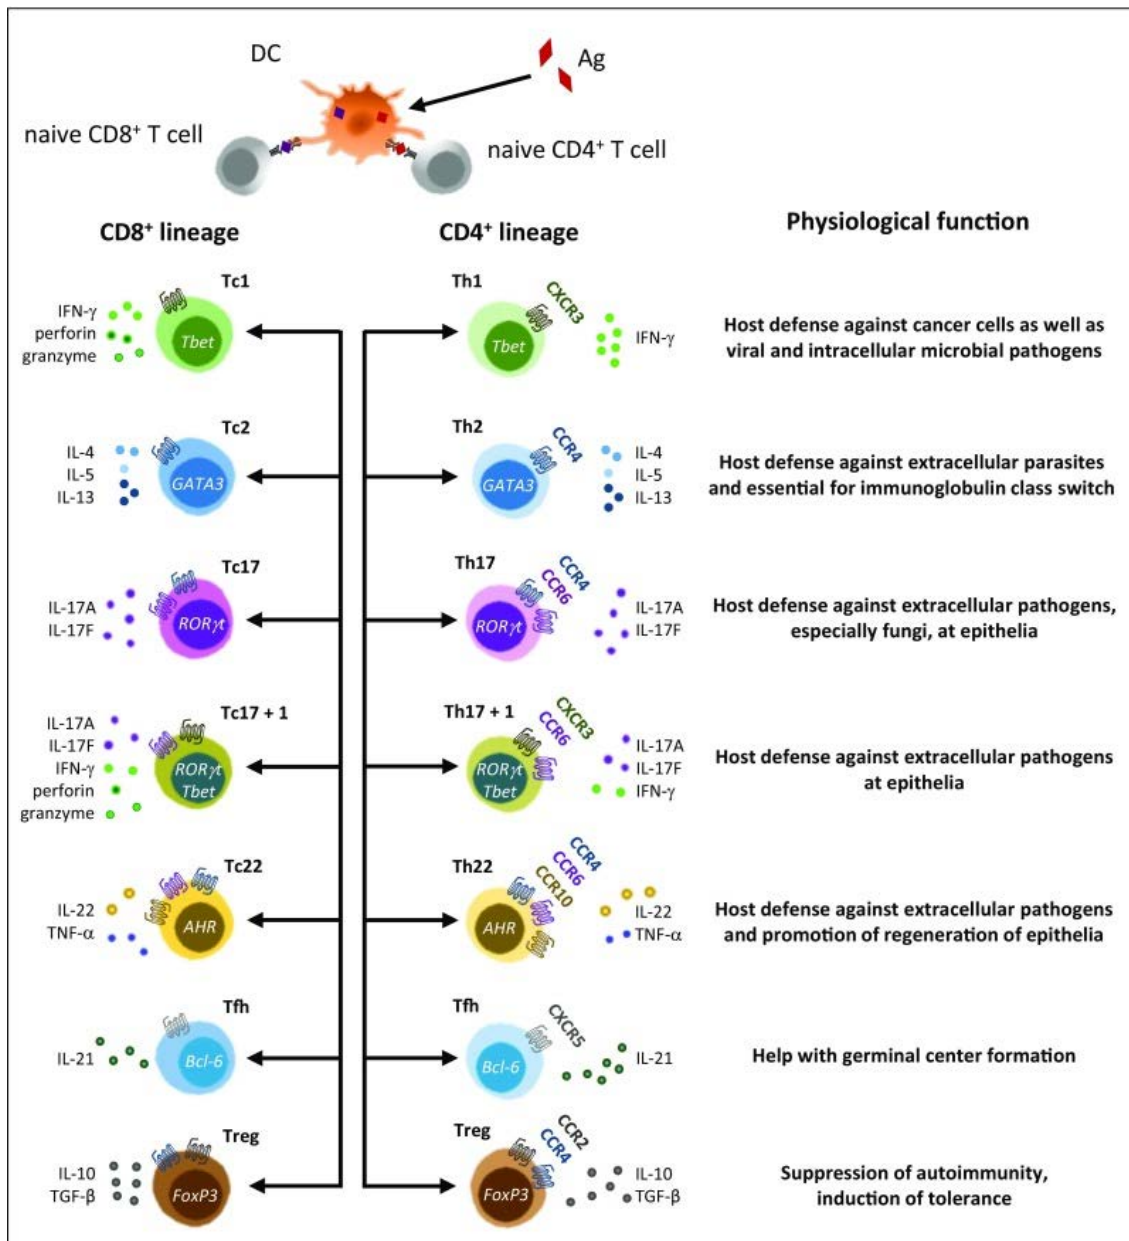 DC
Ag
naive CD8⁺ T cell
naive CD4⁺ T cell
CD8⁺ lineage
CD4⁺ lineage
Physiological function
Tc1
IFN-γ
perforin
granzyme
Tbet
Th1
CXCR3
Tbet
IFN-γ
Host defense against cancer cells as well as
viral and intracellular microbial pathogens
Tc2
IL-4
IL-5
IL-13
GATA3
Th2
CCR4
GATA3
IL-4
IL-5
IL-13
Host defense against extracellular parasites
and essential for immunoglobulin class switch
Tc17
IL-17A
IL-17F
RORγt
Th17
CCR4
CCR6
RORγt
IL-17A
IL-17F
Host defense against extracellular pathogens,
especially fungi, at epithelia
Tc17 + 1
IL-17A
IL-17F
IFN-γ
perforin
granzyme
RORγt
Tbet
Th17 + 1
CXCR3
CCR6
RORγt
Tbet
IL-17A
IL-17F
IFN-γ
Host defense against extracellular pathogens
at epithelia
Tc22
IL-22
TNF-α
AHR
Th22
CCR4
CCR6
CCR10
AHR
IL-22
TNF-α
Host defense against extracellular pathogens
and promotion of regeneration of epithelia
Tfh
IL-21
Bcl-6
Tfh
CXCR5
Bcl-6
IL-21
Help with germinal center formation
Treg
IL-10
TGF-β
FoxP3
Treg
CCR2
CCR4
FoxP3
IL-10
TGF-β
Suppression of autoimmunity,
induction of tolerance